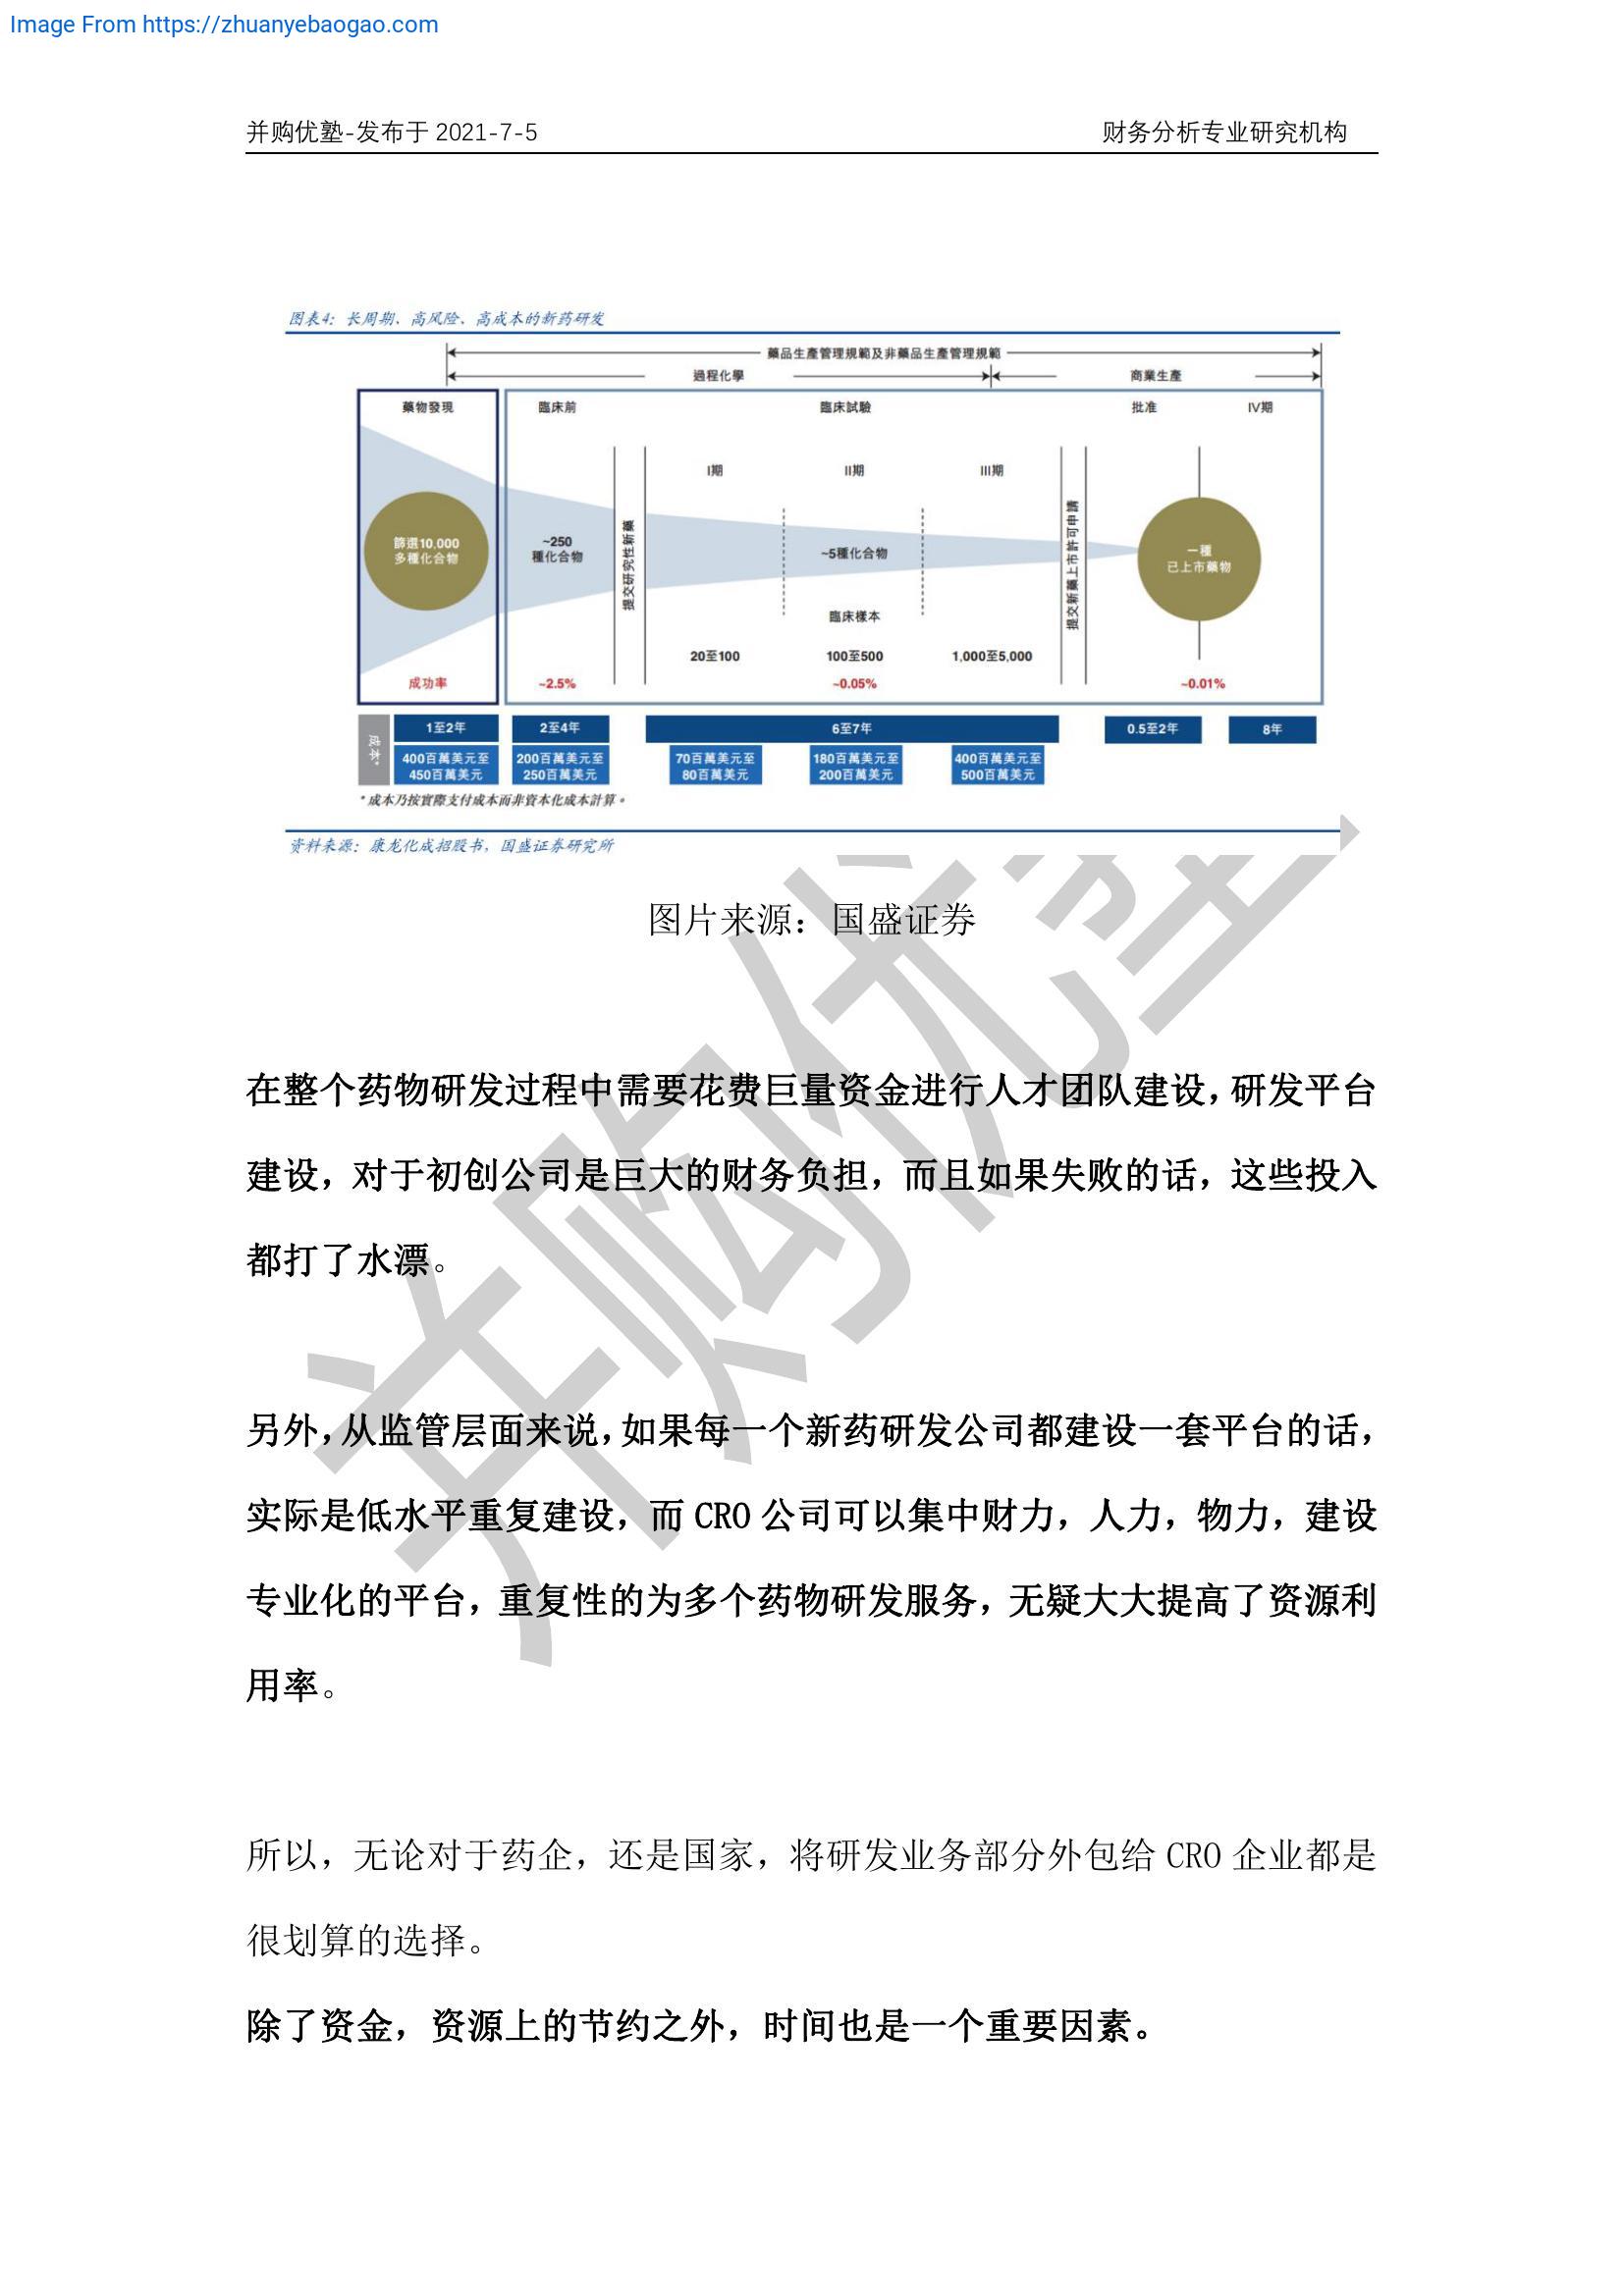 Image From https://zhuanyebaogao.com
并购优塾-发布于 2021-7-5 财务分析专业研究机构
图表4：长周期、高风险、高成本的新药研发
藥品生產管理規範及非藥品生產管理規範
過程化學 商業生產
藥物發現 臨床前 臨床試驗 批准 IV期
I期 II期 III期
篩選10,000
多種化合物
~250
種化合物
提交研究性新藥
~5種化合物
提交新藥上市許可申請
一種
已上市藥物
臨床樣本
20至100 100至500 1,000至5,000
成功率 ~2.5% ~0.05% ~0.01%
成本*
1至2年 2至4年 6至7年 0.5至2年 8年
400百萬美元至
450百萬美元
200百萬美元至
250百萬美元
70百萬美元至
80百萬美元
180百萬美元至
200百萬美元
400百萬美元至
500百萬美元
* 成本乃按實際支付成本而非資本化成本計算。
资料来源：康龙化成招股书，国盛证券研究所
图片来源：国盛证券
在整个药物研发过程中需要花费巨量资金进行人才团队建设，研发平台
建设，对于初创公司是巨大的财务负担，而且如果失败的话，这些投入
都打了水漂。
另外，从监管层面来说，如果每一个新药研发公司都建设一套平台的话，
实际是低水平重复建设，而 CRO 公司可以集中财力，人力，物力，建设
专业化的平台，重复性的为多个药物研发服务，无疑大大提高了资源利
用率。
所以，无论对于药企，还是国家，将研发业务部分外包给 CRO 企业都是
很划算的选择。
除了资金，资源上的节约之外，时间也是一个重要因素。
并购优塾